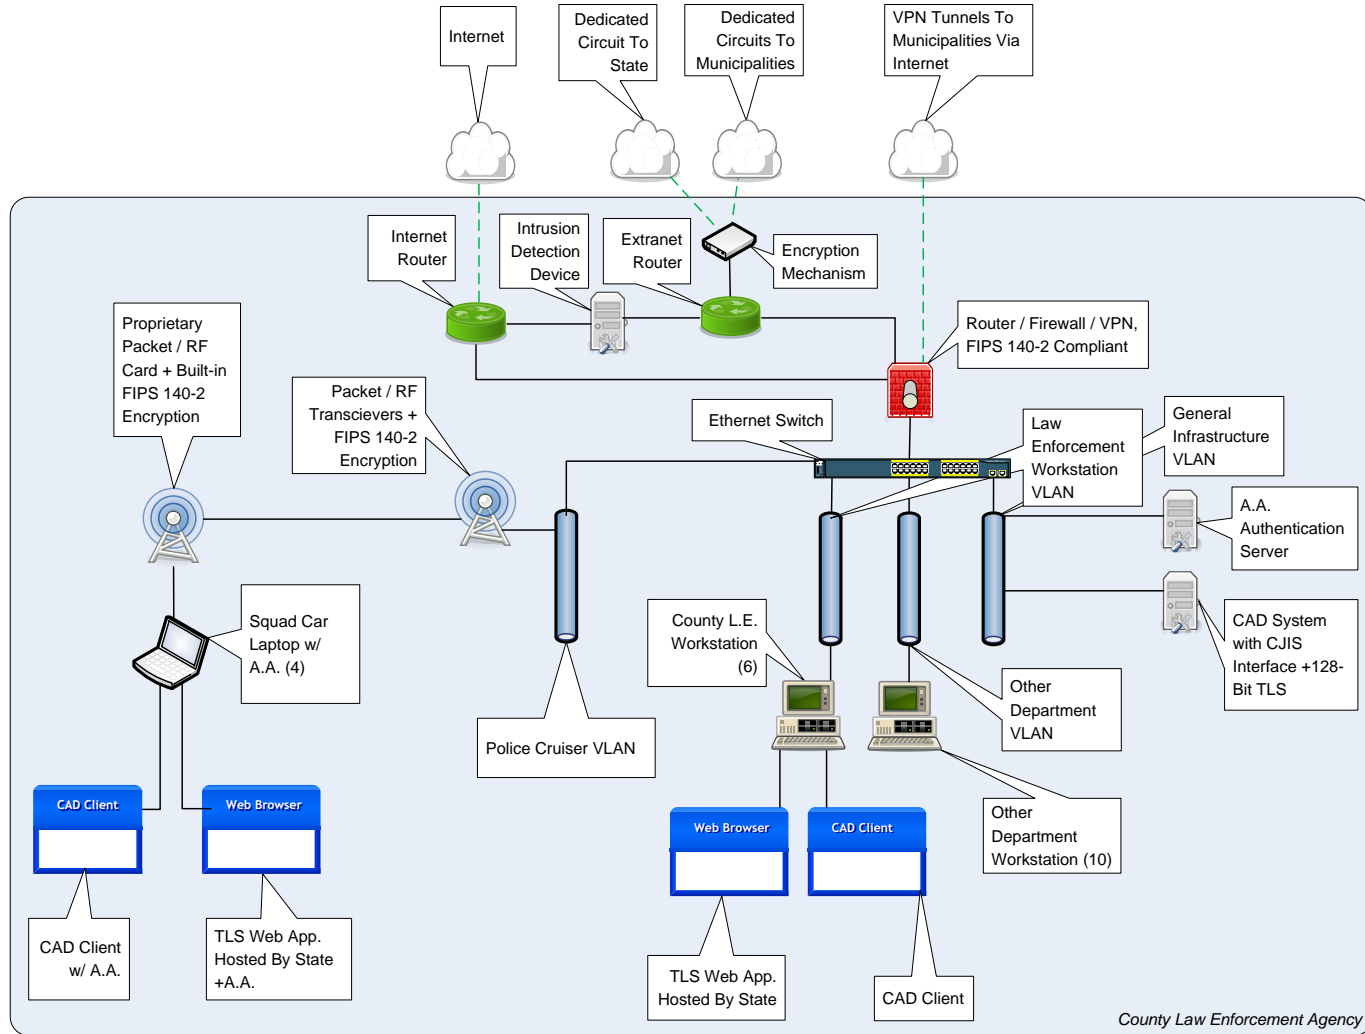 Internet
Dedicated
Circuit To
State
Dedicated
Circuits To
Municipalities
VPN Tunnels To
Municipalities Via
Internet
Internet
Router
Intrusion
Detection
Device
Extranet
Router
Encryption
Mechanism
Proprietary
Packet / RF
Card + Built-in
FIPS 140-2
Encryption
Packet / RF
Transcievers +
FIPS 140-2
Encryption
Router / Firewall / VPN,
FIPS 140-2 Compliant
Ethernet Switch
Law
Enforcement
Workstation
VLAN
General
Infrastructure
VLAN
A.A.
Authentication
Server
CAD System
with CJIS
Interface +128-
Bit TLS
Squad Car
Laptop w/
A.A. (4)
County L.E.
Workstation
(6)
Other
Department
VLAN
Police Cruiser VLAN
Other
Department
Workstation (10)
CAD Client
Web Browser
Web Browser
CAD Client
CAD Client
w/ A.A.
TLS Web App.
Hosted By State
+A.A.
TLS Web App.
Hosted By State
CAD Client
County Law Enforcement Agency